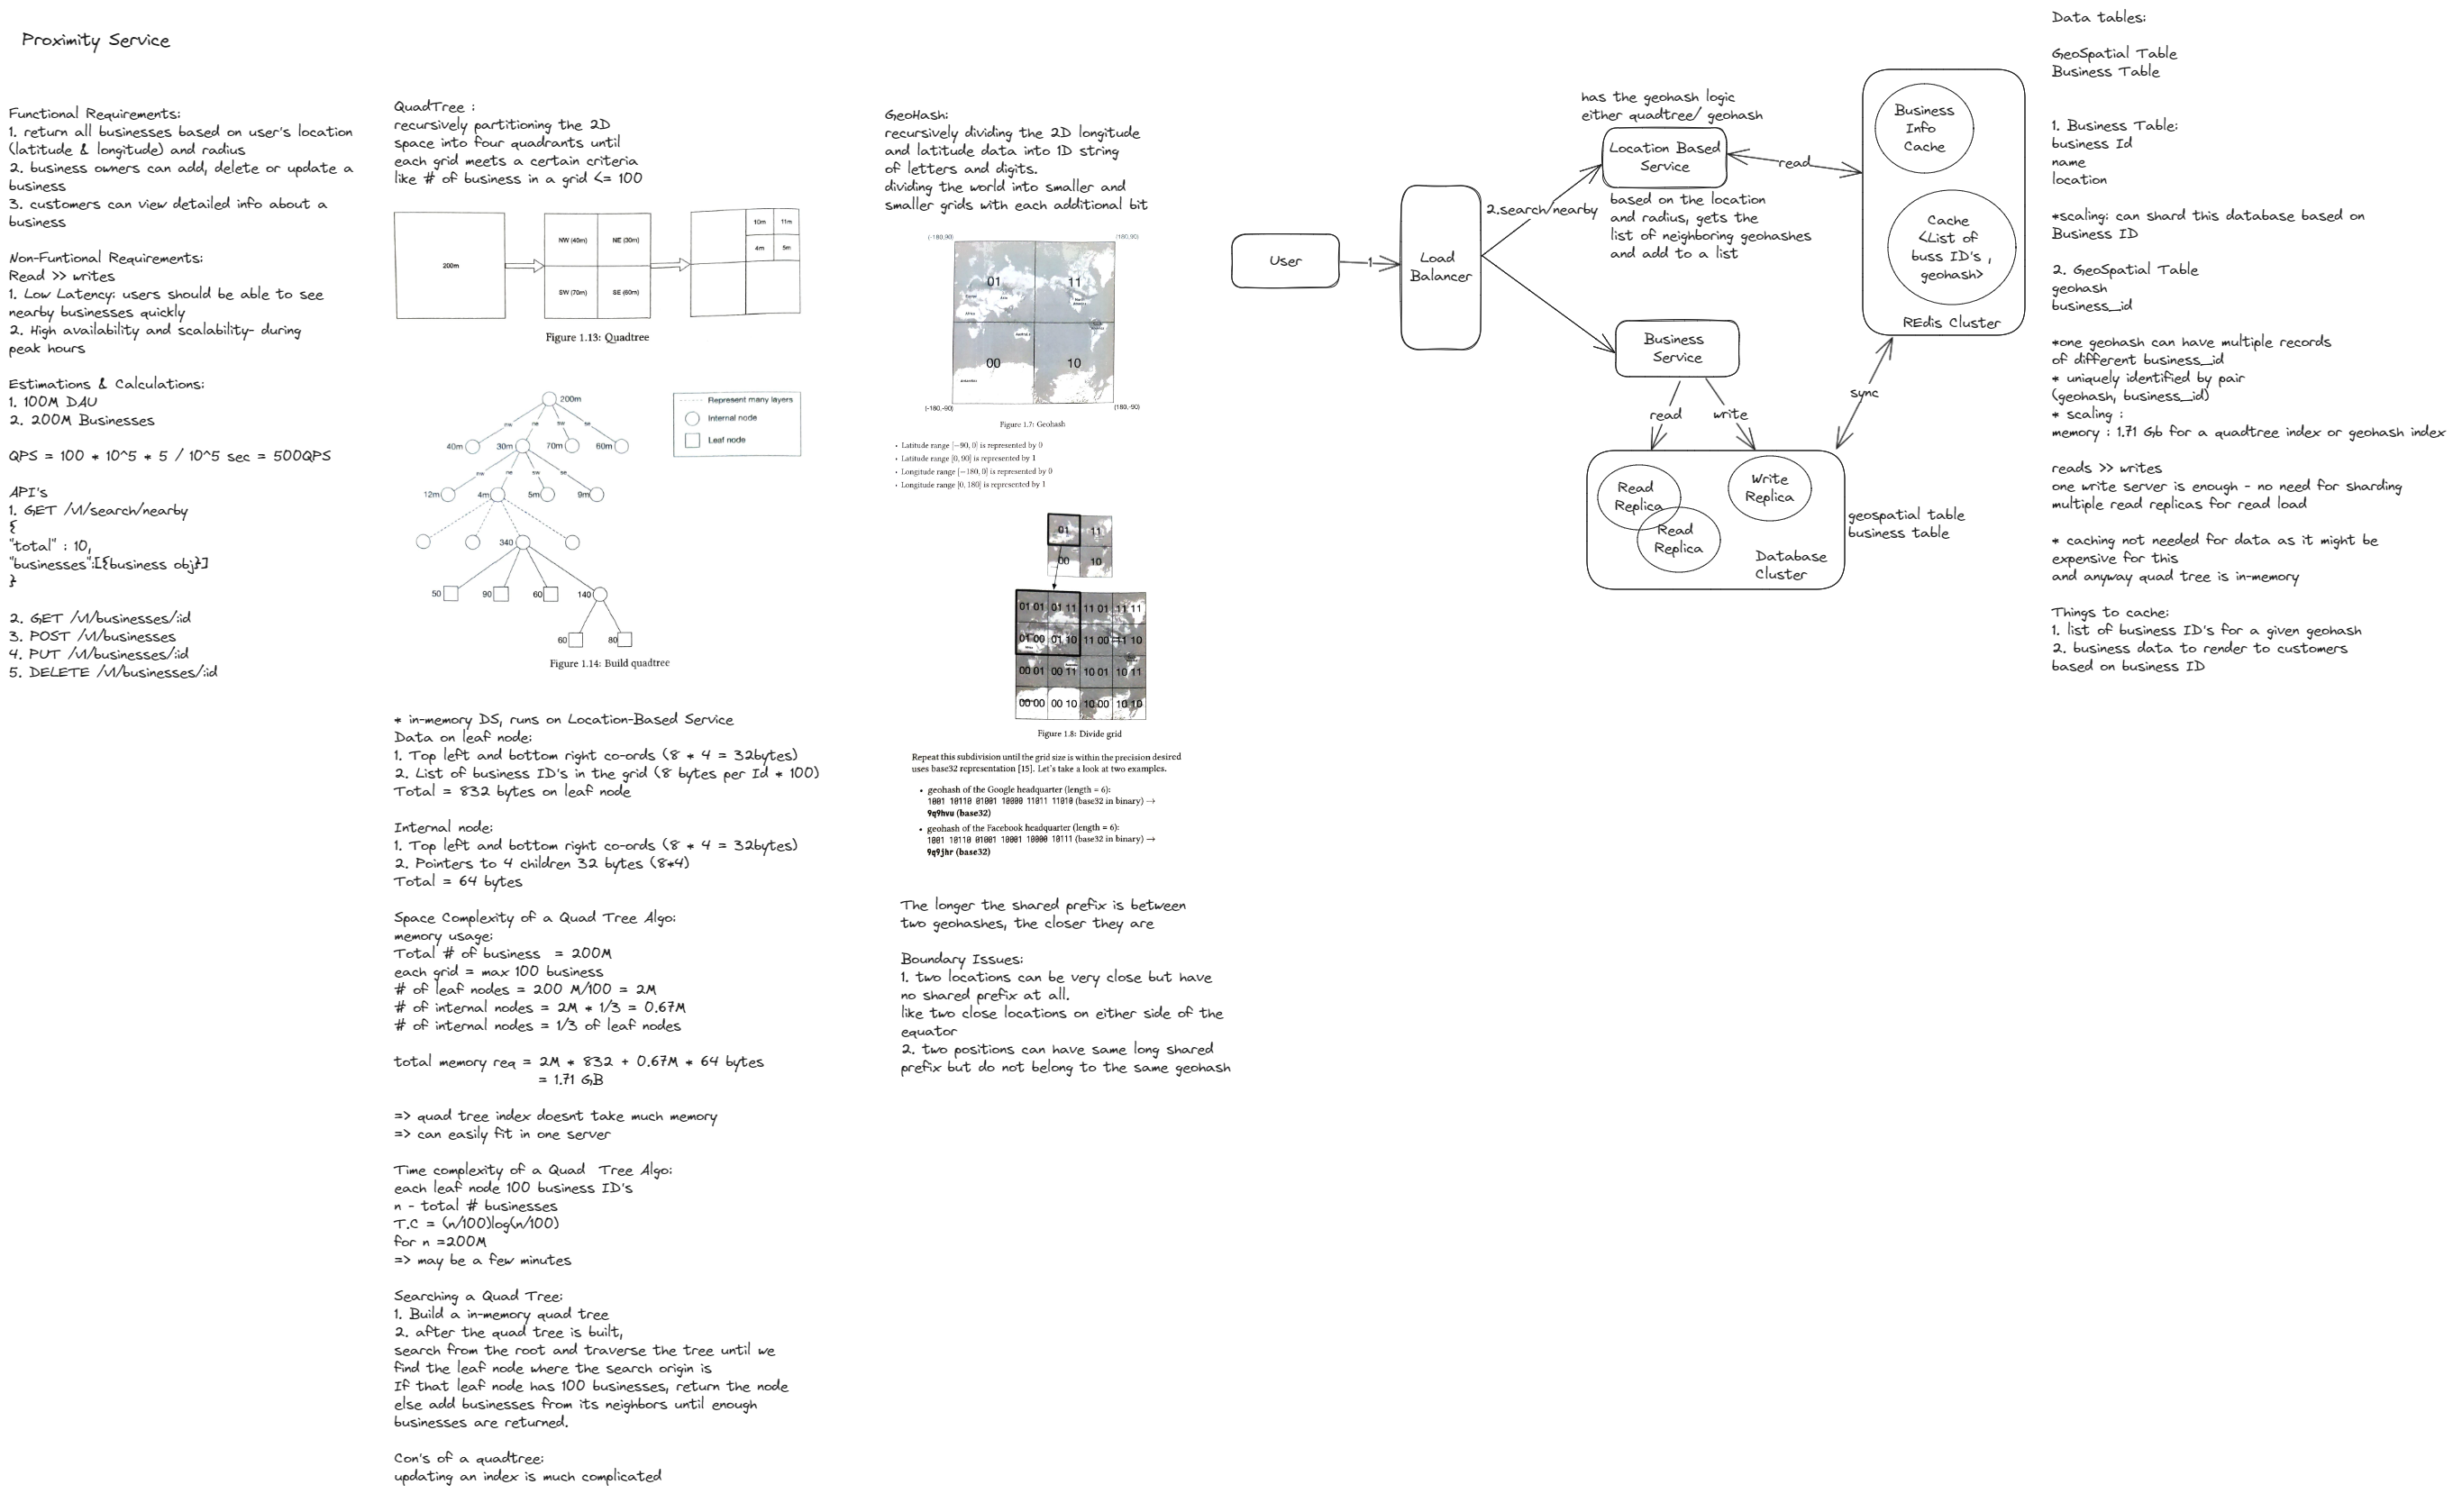 Proximity Service
Functional Requirements:
1. return all businesses based on user's location
(latitude & longitude) and radius
2. business owners can add, delete or update a
business
3. customers can view detailed info about a
business
Non-Funtional Requirements:
Read >> writes
1. Low Latency: users should be able to see
nearby businesses quickly
2. High availability and scalability- during
peak hours
Estimations & Calculations:
1. 100M DAU
2. 200M Businesses
QPS = 100 * 10^5 * 5 / 10^5 sec = 500QPS
API's
1. GET /v1/search/nearby
{
"total" : 10,
"businesses":[{business obj}]
}
2. GET /v1/businesses/:id
3. POST /v1/businesses
4. PUT /v1/businesses/:id
5. DELETE /v1/businesses/:id
QuadTree :
recursively partitioning the 2D
space into four quadrants until
each grid meets a certain criteria
like # of business in a grid <= 100
200m
NW (40m)
NE (30m)
SW (70m)
SE (60m)
10m
11m
4m
5m
Figure 1.13: Quadtree
200m
Represent many layers
Internal node
Leaf node
nw
ne
sw
se
40m
30m
70m
60m
nw
ne
sw
se
12m
4m
5m
9m
340
50
90
60
140
60
80
Figure 1.14: Build quadtree
* in-memory DS, runs on Location-Based Service
Data on leaf node:
1. Top left and bottom right co-ords (8 * 4 = 32bytes)
2. List of business ID's in the grid (8 bytes per Id * 100)
Total = 832 bytes on leaf node
Internal node:
1. Top left and bottom right co-ords (8 * 4 = 32bytes)
2. Pointers to 4 children 32 bytes (8*4)
Total = 64 bytes
Space Complexity of a Quad Tree Algo:
memory usage:
Total # of business = 200M
each grid = max 100 business
# of leaf nodes = 200 M/100 = 2M
# of internal nodes = 2M * 1/3 = 0.67M
# of internal nodes = 1/3 of leaf nodes
total memory req = 2M * 832 + 0.67M * 64 bytes
= 1.71 GB
=> quad tree index doesnt take much memory
=> can easily fit in one server
Time complexity of a Quad Tree Algo:
each leaf node 100 business ID's
n - total # businesses
T.C = (n/100)log(n/100)
for n =200M
=> may be a few minutes
Searching a Quad Tree:
1. Build a in-memory quad tree
2. after the quad tree is built,
search from the root and traverse the tree until we
find the leaf node where the search origin is
If that leaf node has 100 businesses, return the node
else add businesses from its neighbors until enough
businesses are returned.
Con's of a quadtree:
updating an index is much complicated
GeoHash:
recursively dividing the 2D longitude
and latitude data into 1D string
of letters and digits.
dividing the world into smaller and
smaller grids with each additional bit
(-180,90)
(180,90)
01
11
00
10
(-180,-90)
(180,-90)
Figure 1.7: Geohash
• Latitude range [−90, 0] is represented by 0
• Latitude range [0, 90] is represented by 1
• Longitude range [−180, 0] is represented by 0
• Longitude range [0, 180] is represented by 1
01
11
00
10
01 01
01 11
11 01
11 11
01 00
01 10
11 00
11 10
00 01
00 11
10 01
10 11
00 00
00 10
10 00
10 10
Figure 1.8: Divide grid
Repeat this subdivision until the grid size is within the precision desired
uses base32 representation [15]. Let's take a look at two examples.
• geohash of the Google headquarter (length = 6):
1001 10110 01001 10000 11011 11010 (base32 in binary) →
9q9hvu (base32)
• geohash of the Facebook headquarter (length = 6):
1001 10110 01001 10001 10000 10111 (base32 in binary) →
9q9jhr (base32)
The longer the shared prefix is between
two geohashes, the closer they are
Boundary Issues:
1. two locations can be very close but have
no shared prefix at all.
like two close locations on either side of the
equator
2. two positions can have same long shared
prefix but do not belong to the same geohash
User
1
Load
Balancer
2.search/nearby
has the geohash logic
either quadtree/ geohash
Location Based
Service
based on the location
and radius, gets the
list of neighboring geohashes
and add to a list
read
Business
Service
read
write
Read
Replica
Read
Replica
Write
Replica
Database
Cluster
geospatial table
business table
sync
Business
Info
Cache
Cache
<List of
buss ID's ,
geohash>
REdis Cluster
Data tables:
GeoSpatial Table
Business Table
1. Business Table:
business Id
name
location
*scaling: can shard this database based on
Business ID
2. GeoSpatial Table
geohash
business_id
*one geohash can have multiple records
of different business_id
* uniquely identified by pair
(geohash, business_id)
* scaling :
memory : 1.71 Gb for a quadtree index or geohash index
reads >> writes
one write server is enough - no need for sharding
multiple read replicas for read load
* caching not needed for data as it might be
expensive for this
and anyway quad tree is in-memory
Things to cache:
1. list of business ID's for a given geohash
2. business data to render to customers
based on business ID